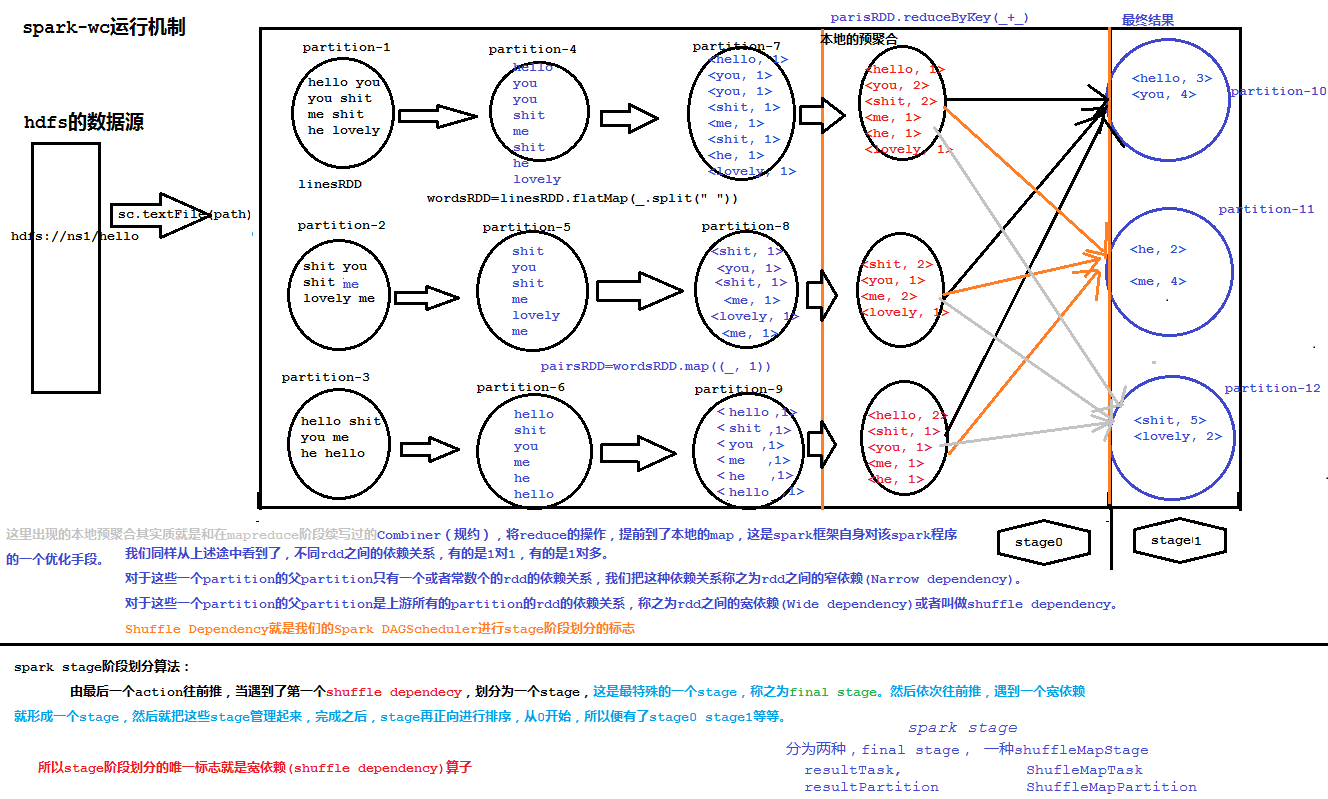 spark-wc运行机制
hdfs的数据源
hdfs://ns1/hello
sc.textFile(path)
parisRDD.reduceByKey(_+_)
最终结果
本地的预聚合
partition-1
hello you
you shit
me shit
he lovely
linesRDD
partition-4
hello
you
you
shit
me
shit
he
lovely
partition-7
<hello, 1>
<you, 1>
<you, 1>
<shit, 1>
<me, 1>
<shit, 1>
<he, 1>
<lovely, 1>
<hello, 1>
<you, 2>
<shit, 2>
<me, 1>
<he, 1>
<lovely, 1>
<hello, 3>
<you, 4>
partition-10
wordsRDD=linesRDD.flatMap(_.split(" "))
partition-2
shit you
shit me
lovely me
partition-5
shit
you
shit
me
lovely
me
partition-8
<shit, 1>
<you, 1>
<shit, 1>
<me, 1>
<lovely, 1>
<me, 1>
<shit, 2>
<you, 1>
<me, 2>
<lovely, 1>
partition-11
<he, 2>
<me, 4>
pairsRDD=wordsRDD.map((_, 1))
partition-3
hello shit
you me
he hello
partition-6
hello
shit
you
me
he
hello
partition-9
< hello ,1>
< shit ,1>
< you ,1>
< me ,1>
< he ,1>
< hello , 1>
<hello, 2>
<shit, 1>
<you, 1>
<me, 1>
<he, 1>
partition-12
<shit, 5>
<lovely, 2>
这里出现的本地预聚合其实质就是和在mapreduce阶段续写过的Combiner（规约），将reduce的操作，提前到了本地的map，这是spark框架自身对该spark程序
的一个优化手段。
stage0
stage1
我们同样从上述途中看到了，不同rdd之间的依赖关系，有的是1对1，有的是1对多。
对于这些一个partition的父partition只有一个或者常数个的rdd的依赖关系，我们把这种依赖关系称之为rdd之间的窄依赖(Narrow dependency)。
对于这些一个partition的父partition是上游所有的partition的rdd的依赖关系，称之为rdd之间的宽依赖(Wide dependency)或者叫做shuffle dependency。
Shuffle Dependency就是我们的Spark DAGScheduler进行stage阶段划分的标志
spark stage阶段划分算法：
由最后一个action往前推，当遇到了第一个shuffle dependecy，划分为一个stage，这是最特殊的一个stage，称之为final stage。然后依次往前推，遇到一个宽依赖
就形成一个stage，然后就把这些stage管理起来，完成之后，stage再正向进行排序，从0开始，所以便有了stage0 stage1等等。
所以stage阶段划分的唯一标志就是宽依赖(shuffle dependency)算子
spark stage
分为两种，final stage， 一种shuffleMapStage
resultTask, ShufleMapTask
resultPartition ShuffleMapPartition